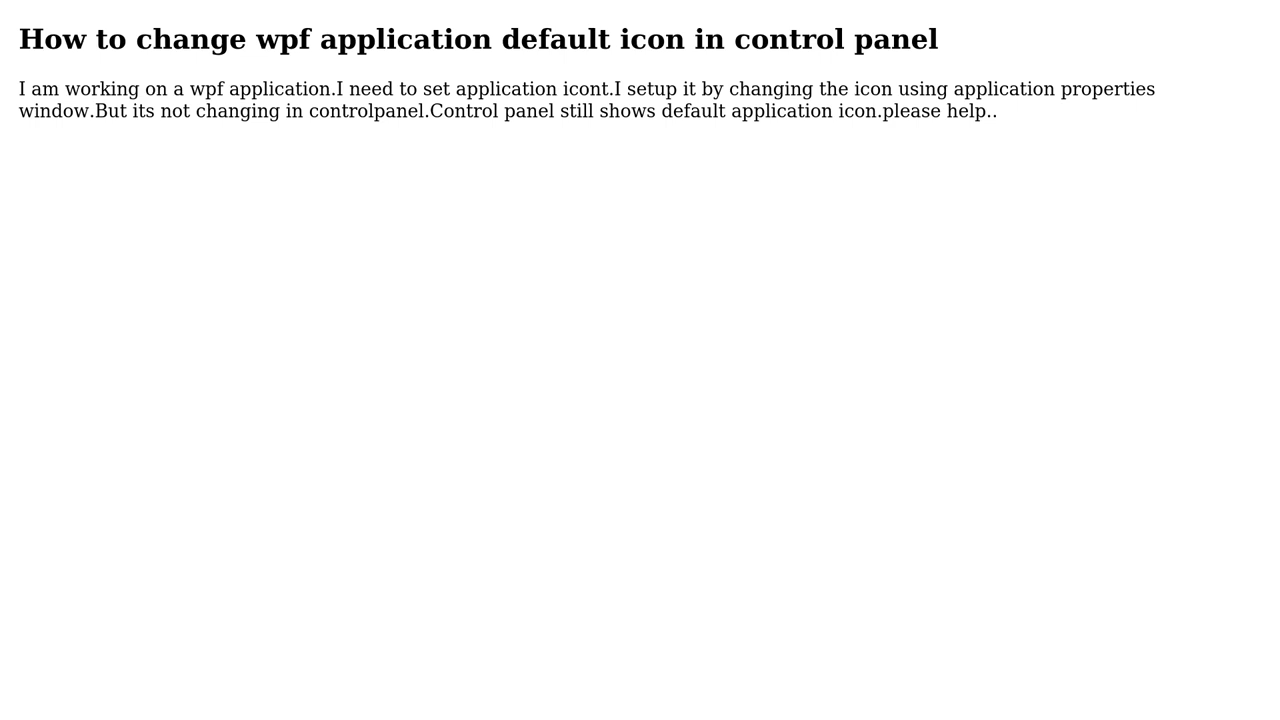 How to change wpf application default icon in control panel
I am working on a wpf application.I need to set application icont.I setup it by changing the icon using application properties
window.But its not changing in controlpanel.Control panel still shows default application icon.please help..